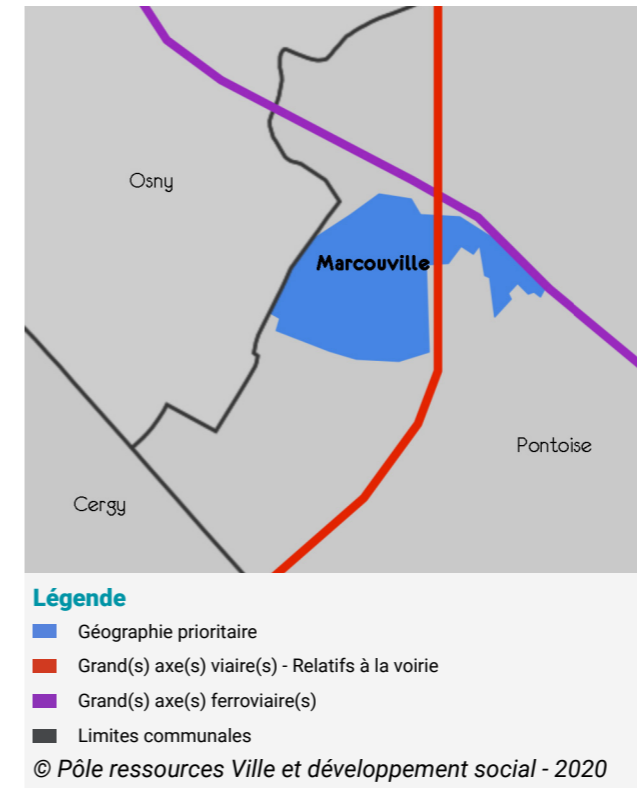 Osny
Marcouville
Pontoise
Cergy
Légende
Géographie prioritaire
Grand(s) axe(s) viaire(s) - Relatifs à la voirie
Grand(s) axe(s) ferroviaire(s)
Limites communales
© Pôle ressources Ville et développement social - 2020